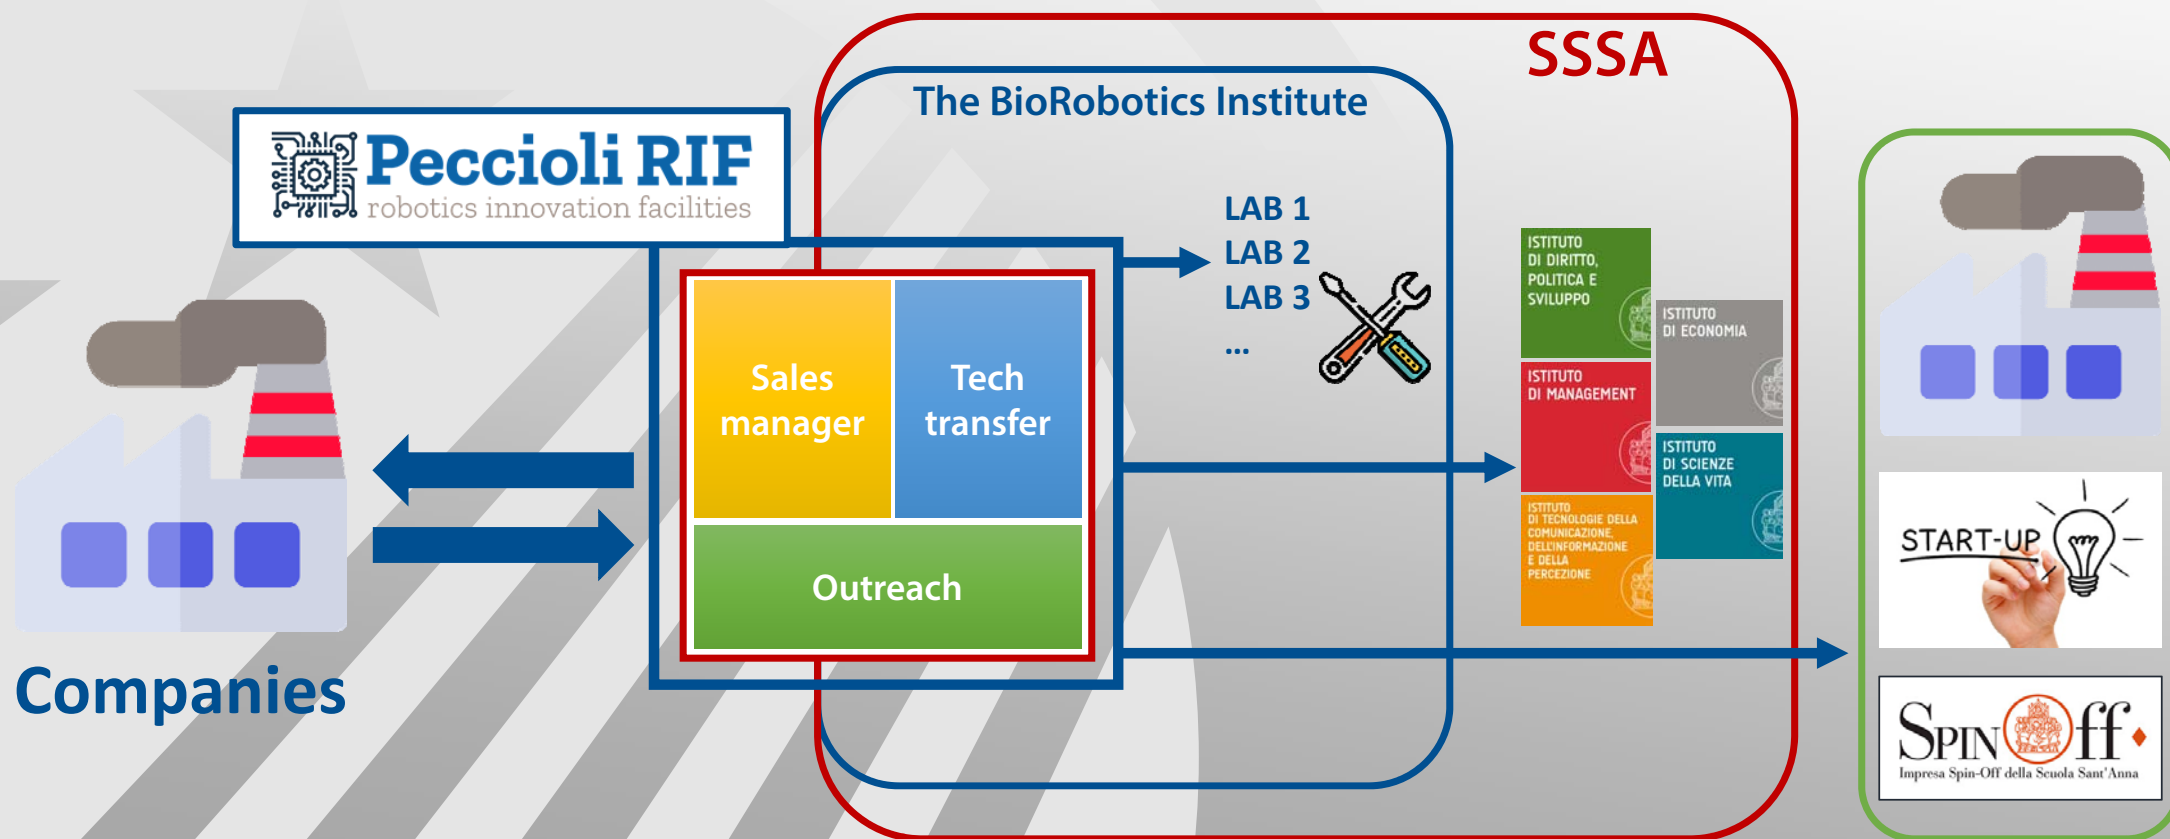 SSSA
The BioRobotics Institute
Peccioli RIF
robotics innovation facilities
LAB 1
LAB 2
LAB 3
...
Sales
manager
Tech
transfer
Outreach
Companies
ISTITUTO
DI DIRITTO,
POLITICA E
SVILUPPO
ISTITUTO
DI ECONOMIA
ISTITUTO
DI MANAGEMENT
ISTITUTO
DI SCIENZE
DELLA VITA
ISTITUTO
DI TECNOLOGIE DELLA
COMUNICAZIONE,
DELL'INFORMAZIONE
E DELLA
PERCEZIONE
START-UP
SPIN Off
Impresa Spin-Off della Scuola Sant'Anna